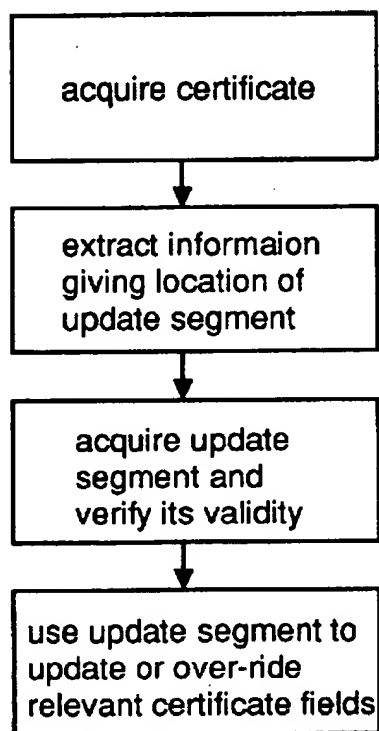 acquire certificate
extract informaion
giving location of
update segment
acquire update
segment and
verify its validity
use update segment to
update or over-ride
relevant certificate fields